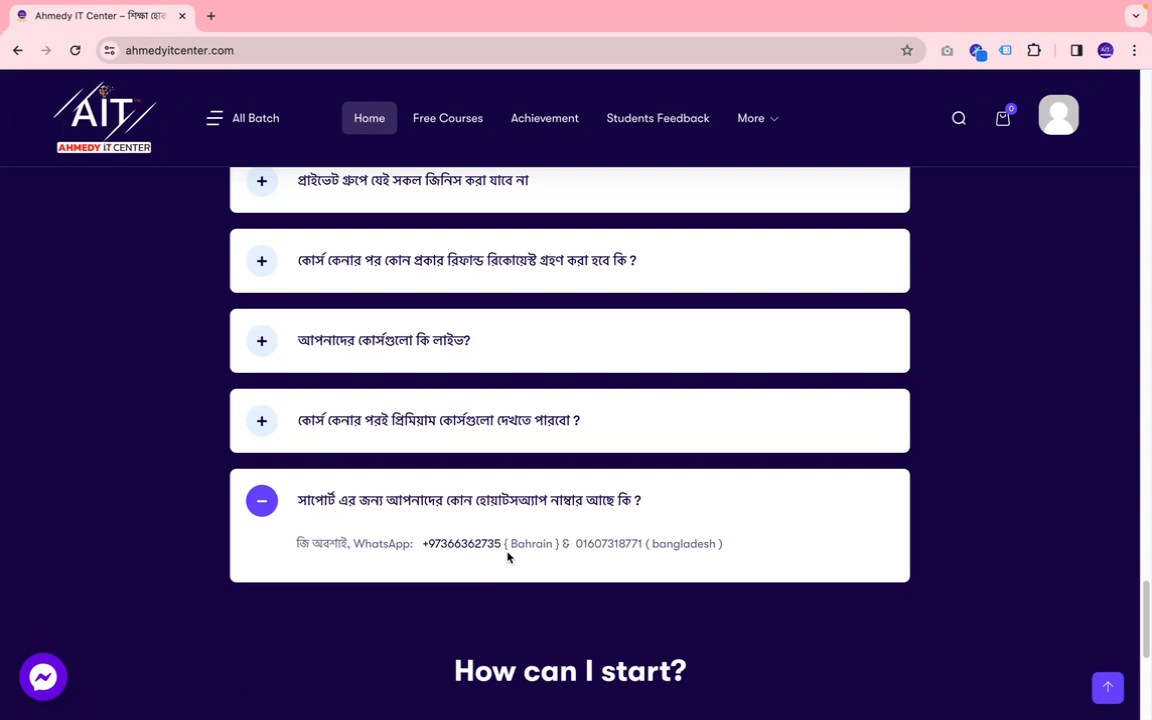 Ahmedy IT Center – শিক্ষা হোক
ahmedyitcenter.com
AIT
AHMEDY IT CENTER
All Batch
Home
Free Courses
Achievement
Students Feedback
More
0
প্রাইভেট গ্রুপে যেই সকল জিনিস করা যাবে না
কোর্স কেনার পর কোন প্রকার রিফান্ড রিকোয়েস্ট গ্রহণ করা হবে কি ?
আপনাদের কোর্সগুলো কি লাইভ?
কোর্স কেনার পরই প্রিমিয়াম কোর্সগুলো দেখতে পারবো ?
সাপোর্ট এর জন্য আপনাদের কোন হোয়াটসঅ্যাপ নাম্বার আছে কি ?
জি অবশ্যই, WhatsApp: +97366362735 { Bahrain } & 01607318771 ( bangladesh )
How can I start?